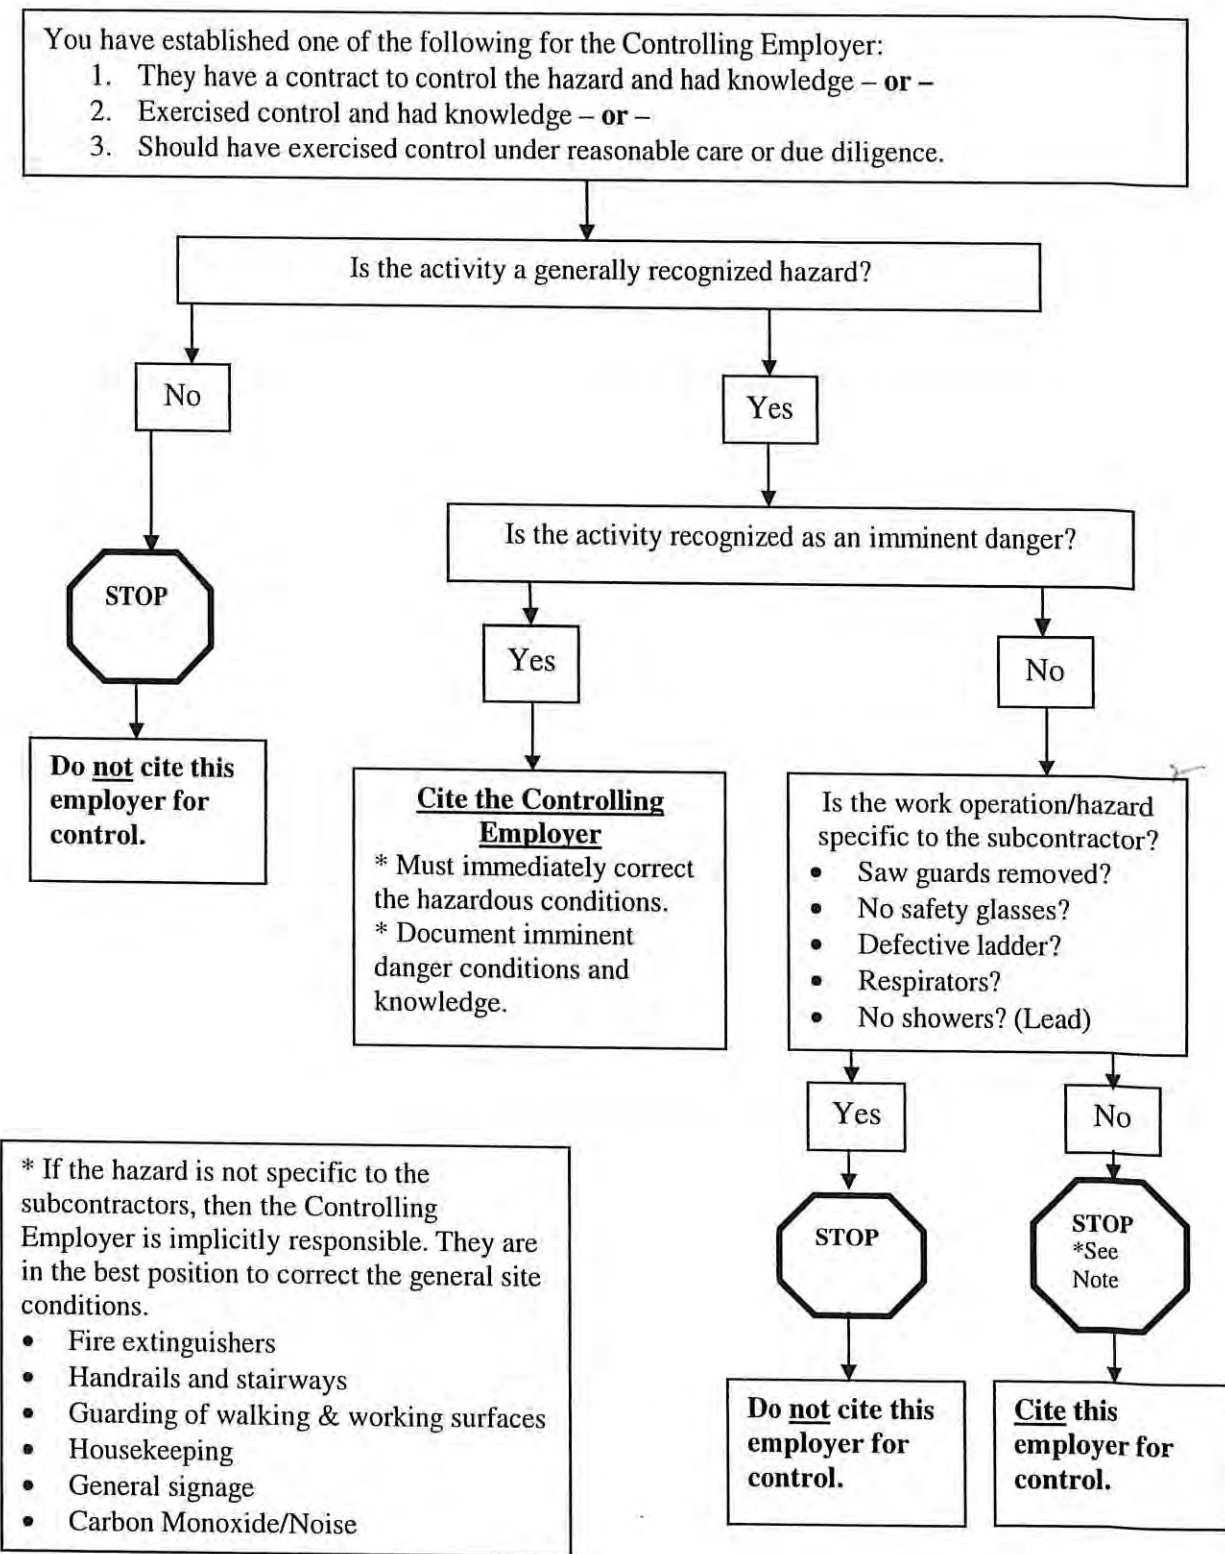 You have established one of the following for the Controlling Employer:
1. They have a contract to control the hazard and had knowledge – or –
2. Exercised control and had knowledge – or –
3. Should have exercised control under reasonable care or due diligence.
Is the activity a generally recognized hazard?
No
Yes
Is the activity recognized as an imminent danger?
STOP
Yes
No
Do not cite this
employer for
control.
Cite the Controlling
Employer
* Must immediately correct
the hazardous conditions.
* Document imminent
danger conditions and
knowledge.
Is the work operation/hazard
specific to the subcontractor?
• Saw guards removed?
• No safety glasses?
• Defective ladder?
• Respirators?
• No showers? (Lead)
Yes
No
* If the hazard is not specific to the
subcontractors, then the Controlling
Employer is implicitly responsible. They are
in the best position to correct the general site
conditions.
• Fire extinguishers
• Handrails and stairways
• Guarding of walking & working surfaces
• Housekeeping
• General signage
• Carbon Monoxide/Noise
STOP
STOP
*See
Note
Do not cite this
employer for
control.
Cite this
employer for
control.